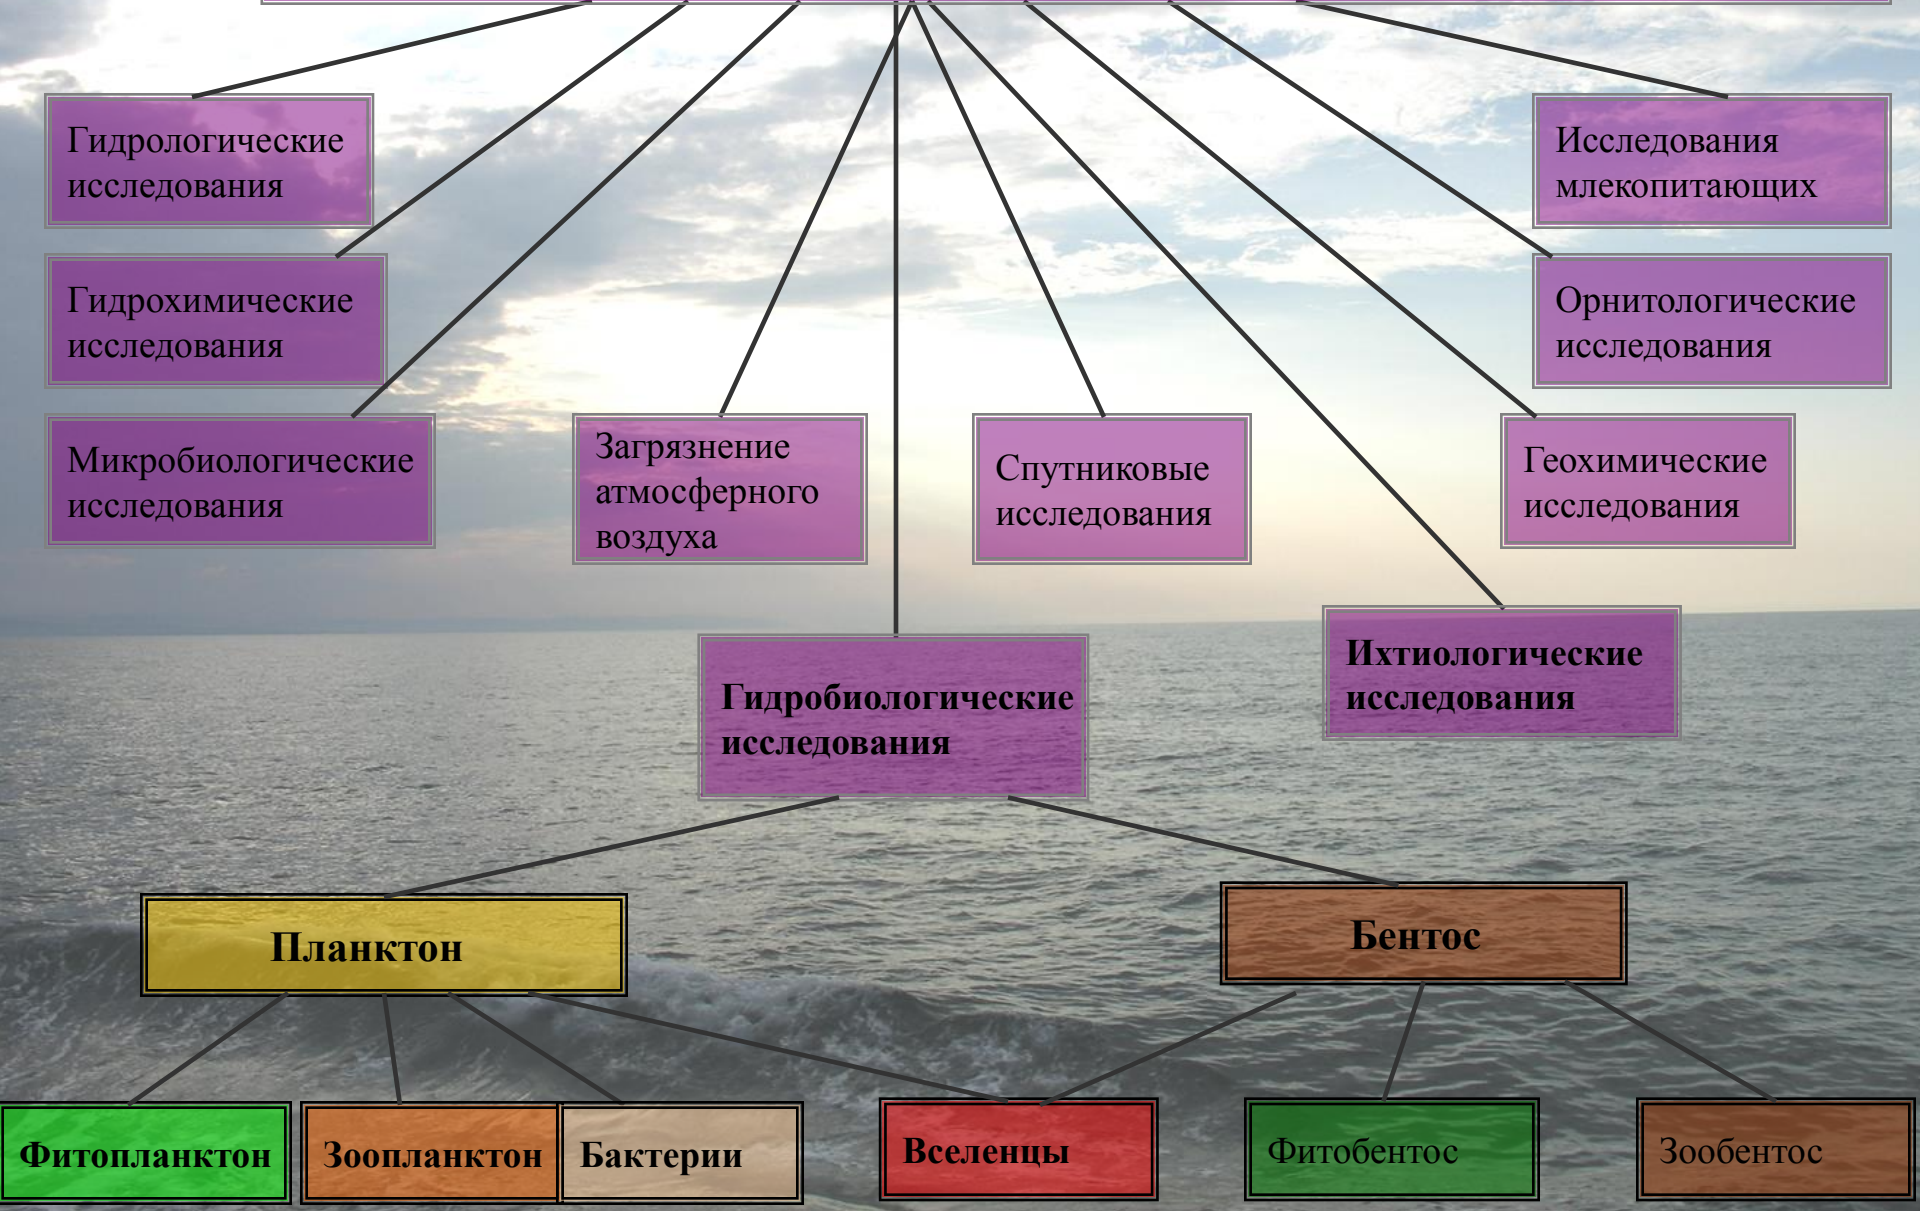 Гидрологические
исследования
Исследования
млекопитающих
Гидрохимические
исследования
Орнитологические
исследования
Микробиологические
исследования
Загрязнение
атмосферного
воздуха
Спутниковые
исследования
Геохимические
исследования
Гидробиологические
исследования
Ихтиологические
исследования
Планктон
Бентос
Фитопланктон
Зоопланктон
Бактерии
Вселенцы
Фитобентос
Зообентос